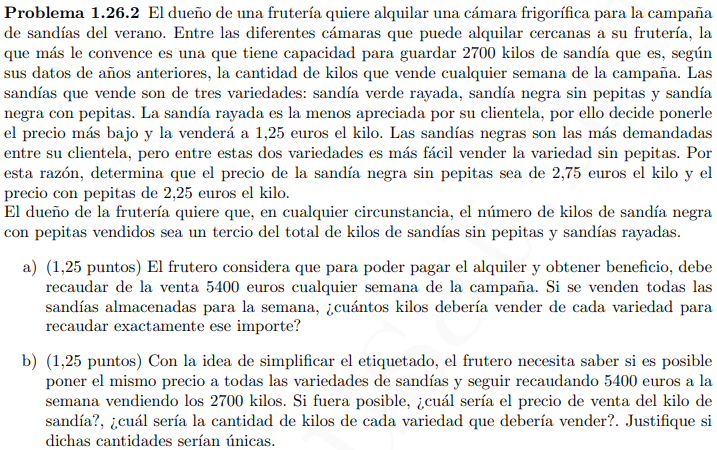 Problema 1.26.2 El dueño de una frutería quiere alquilar una cámara frigorífica para la campaña
de sandías del verano. Entre las diferentes cámaras que puede alquilar cercanas a su frutería, la
que más le convence es una que tiene capacidad para guardar 2700 kilos de sandía que es, según
sus datos de años anteriores, la cantidad de kilos que vende cualquier semana de la campaña. Las
sandías que vende son de tres variedades: sandía verde rayada, sandía negra sin pepitas y sandía
negra con pepitas. La sandía rayada es la menos apreciada por su clientela, por ello decide ponerle
el precio más bajo y la venderá a 1,25 euros el kilo. Las sandías negras son las más demandadas
entre su clientela, pero entre estas dos variedades es más fácil vender la variedad sin pepitas. Por
esta razón, determina que el precio de la sandía negra sin pepitas sea de 2,75 euros el kilo y el
precio con pepitas de 2,25 euros el kilo.
El dueño de la frutería quiere que, en cualquier circunstancia, el número de kilos de sandía negra
con pepitas vendidos sea un tercio del total de kilos de sandías sin pepitas y sandías rayadas.
a) (1,25 puntos) El frutero considera que para poder pagar el alquiler y obtener beneficio, debe
recaudar de la venta 5400 euros cualquier semana de la campaña. Si se venden todas las
sandías almacenadas para la semana, ¿cuántos kilos debería vender de cada variedad para
recaudar exactamente ese importe?
b) (1,25 puntos) Con la idea de simplificar el etiquetado, el frutero necesita saber si es posible
poner el mismo precio a todas las variedades de sandías y seguir recaudando 5400 euros a la
semana vendiendo los 2700 kilos. Si fuera posible, ¿cuál sería el precio de venta del kilo de
sandía?, ¿cuál sería la cantidad de kilos de cada variedad que debería vender?. Justifique si
dichas cantidades serían únicas.